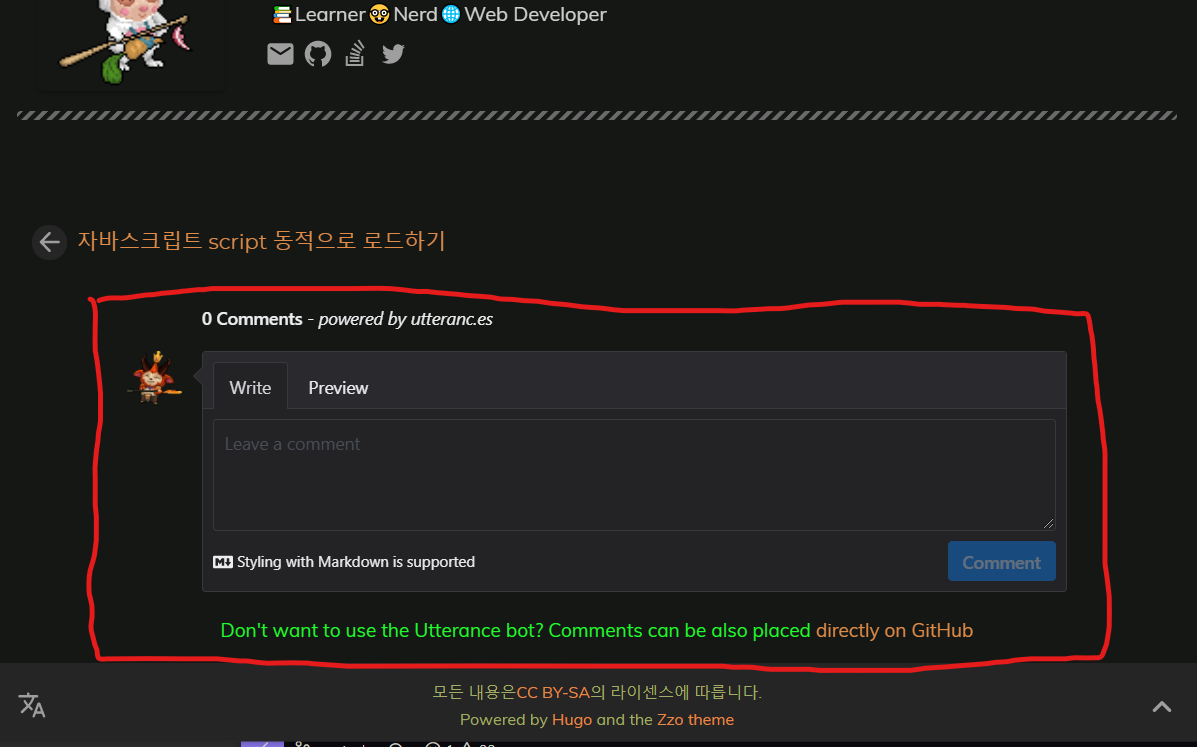 📚Learner🤓Nerd🌐Web Developer
자바스크립트 script 동적으로 로드하기
0 Comments - powered by utteranc.es
Write Preview
Leave a comment
Styling with Markdown is supported
Comment
Don't want to use the Utterance bot? Comments can be also placed directly on GitHub
모든 내용은CC BY-SA의 라이센스에 따릅니다.
Powered by Hugo and the Zzo theme